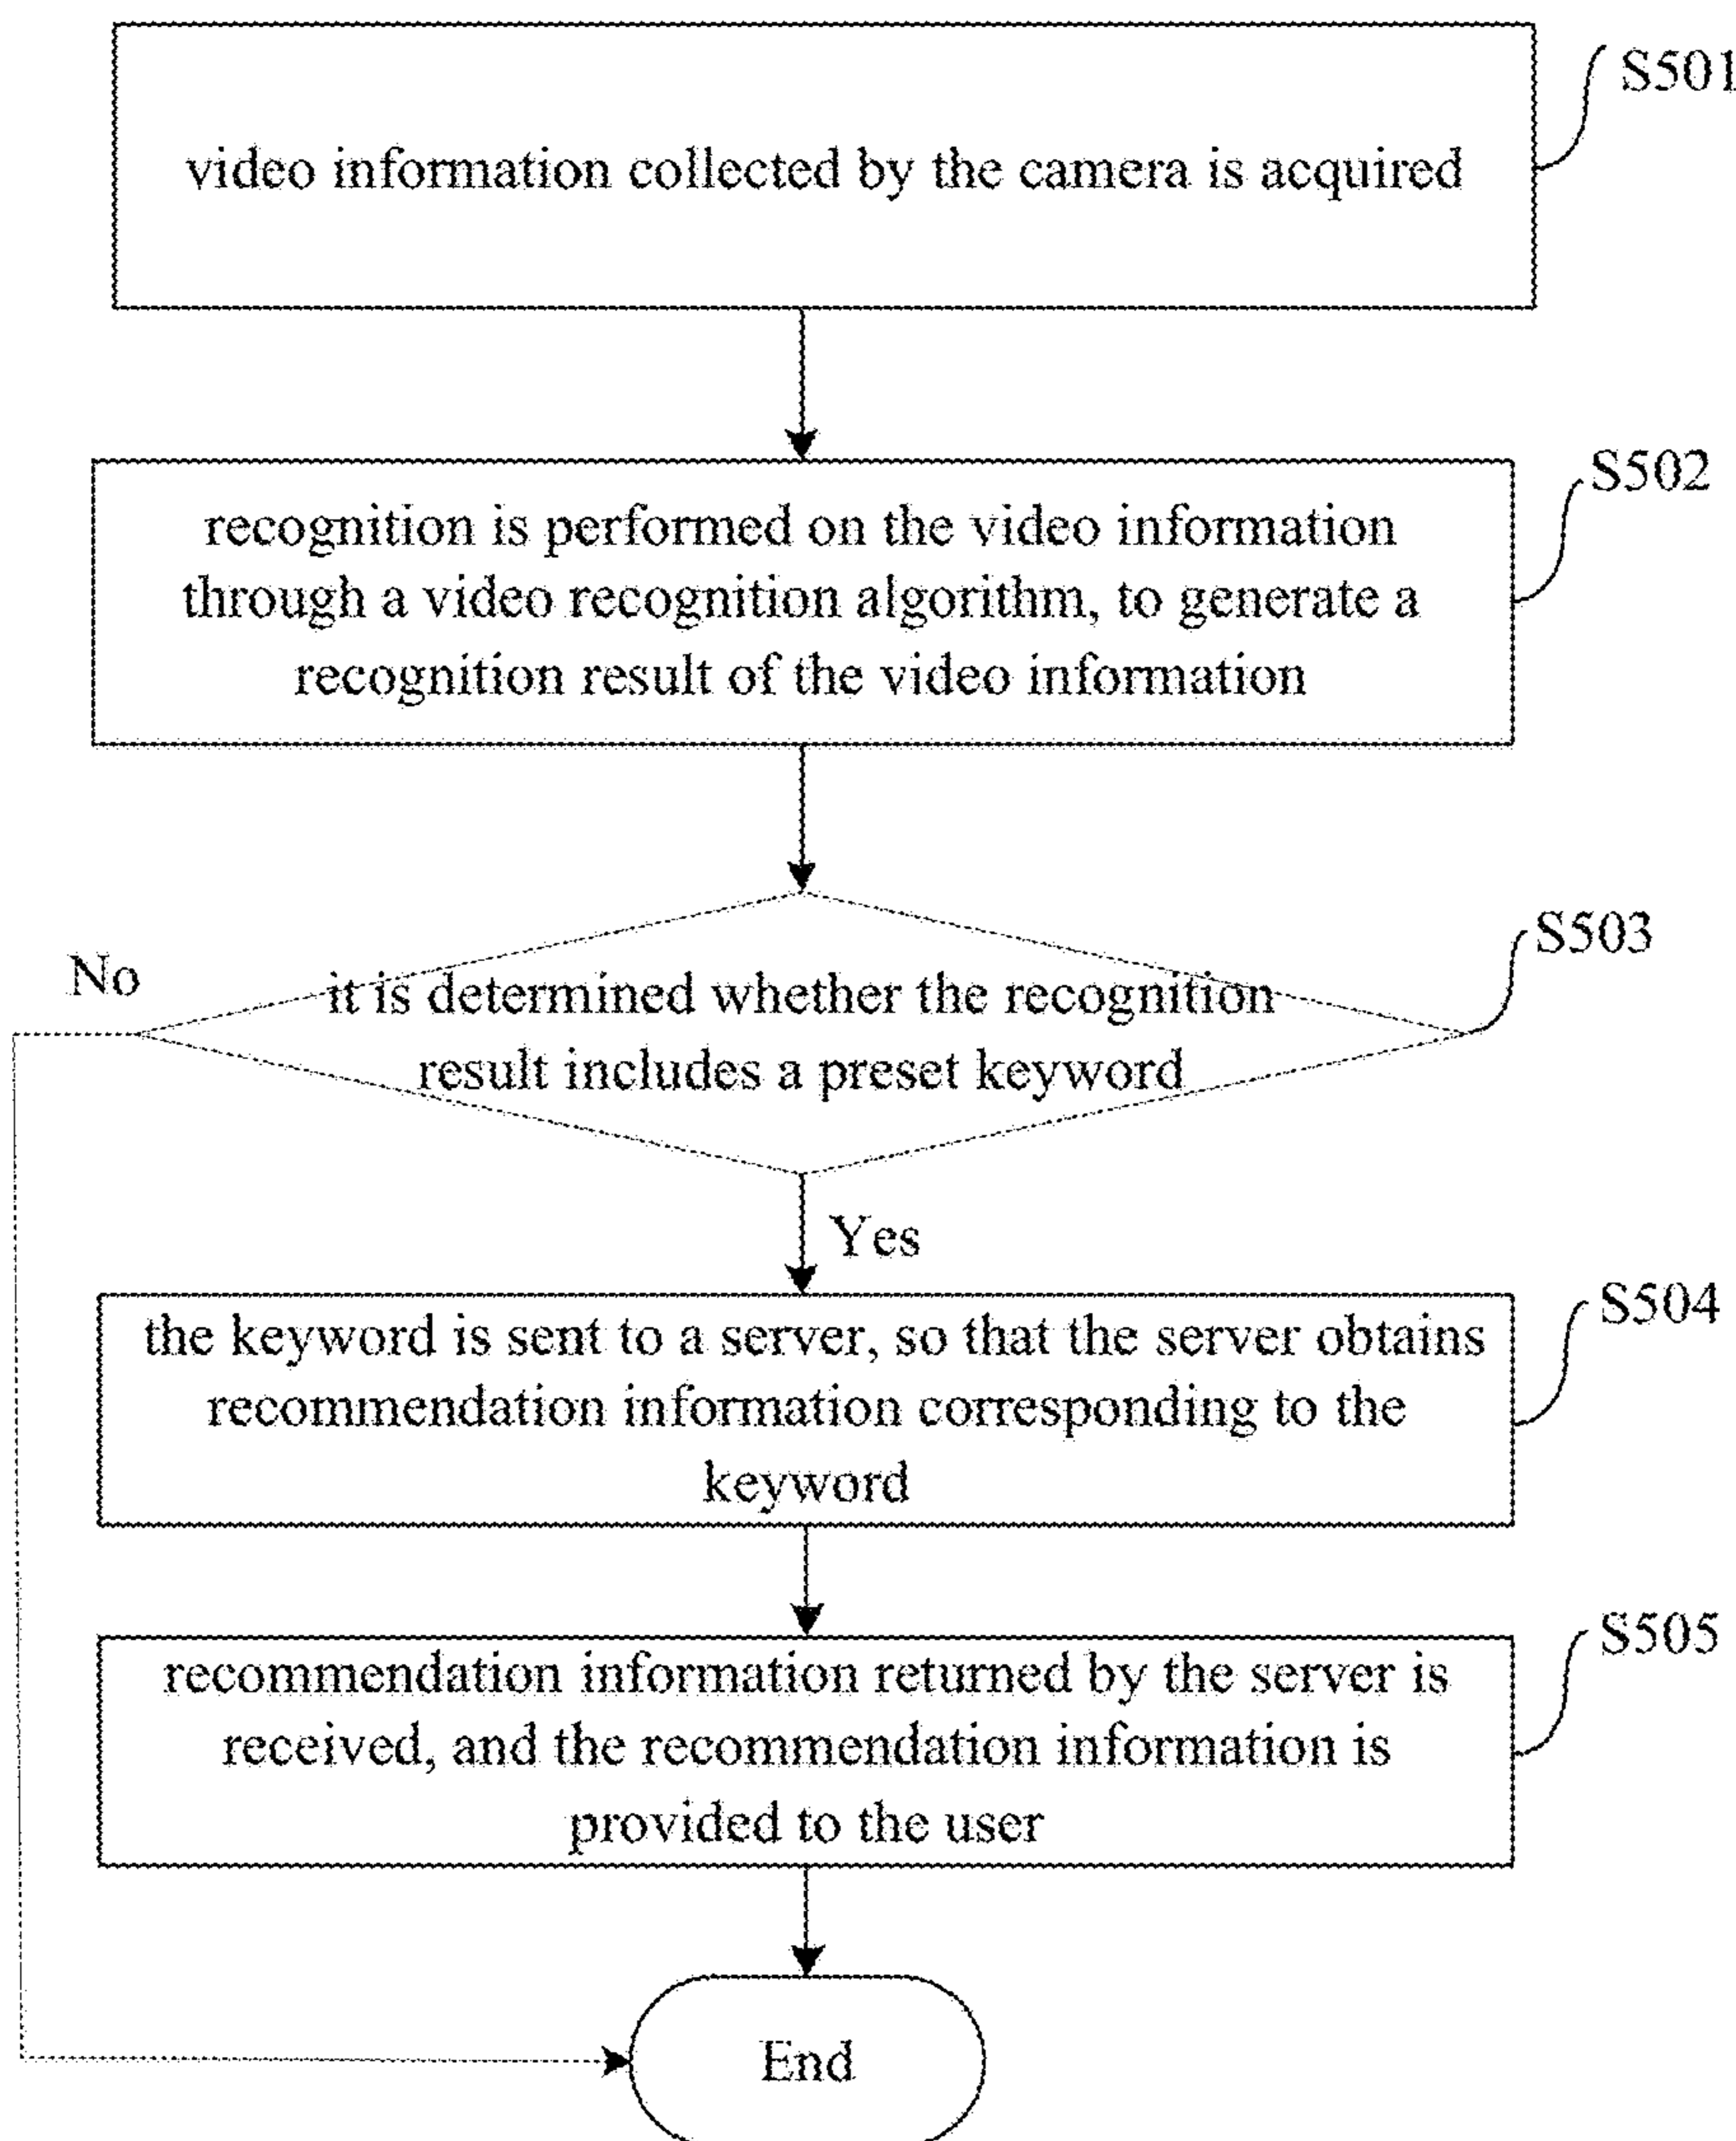 S501
video information collected by the camera is acquired
S502
recognition is performed on the video information
through a video recognition algorithm, to generate a
recognition result of the video information
S503
No
it is determined whether the recognition
result includes a preset keyword
Yes
S504
the keyword is sent to a server, so that the server obtains
recommendation information corresponding to the
keyword
S505
recommendation information returned by the server is
received, and the recommendation information is
provided to the user
End